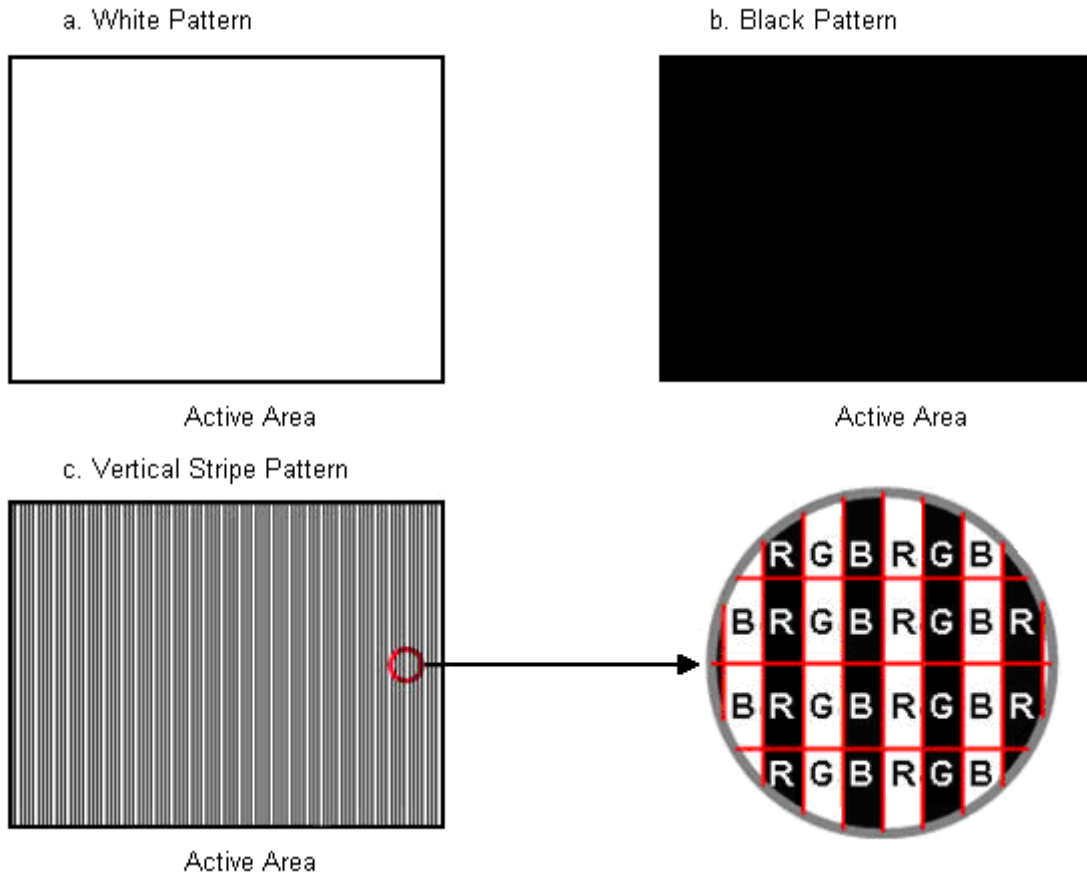 a. White Pattern
b. Black Pattern
Active Area
Active Area
c. Vertical Stripe Pattern
R G B R G B
B R G B R G B R
B R G B R G B R
R G B R G B
Active Area